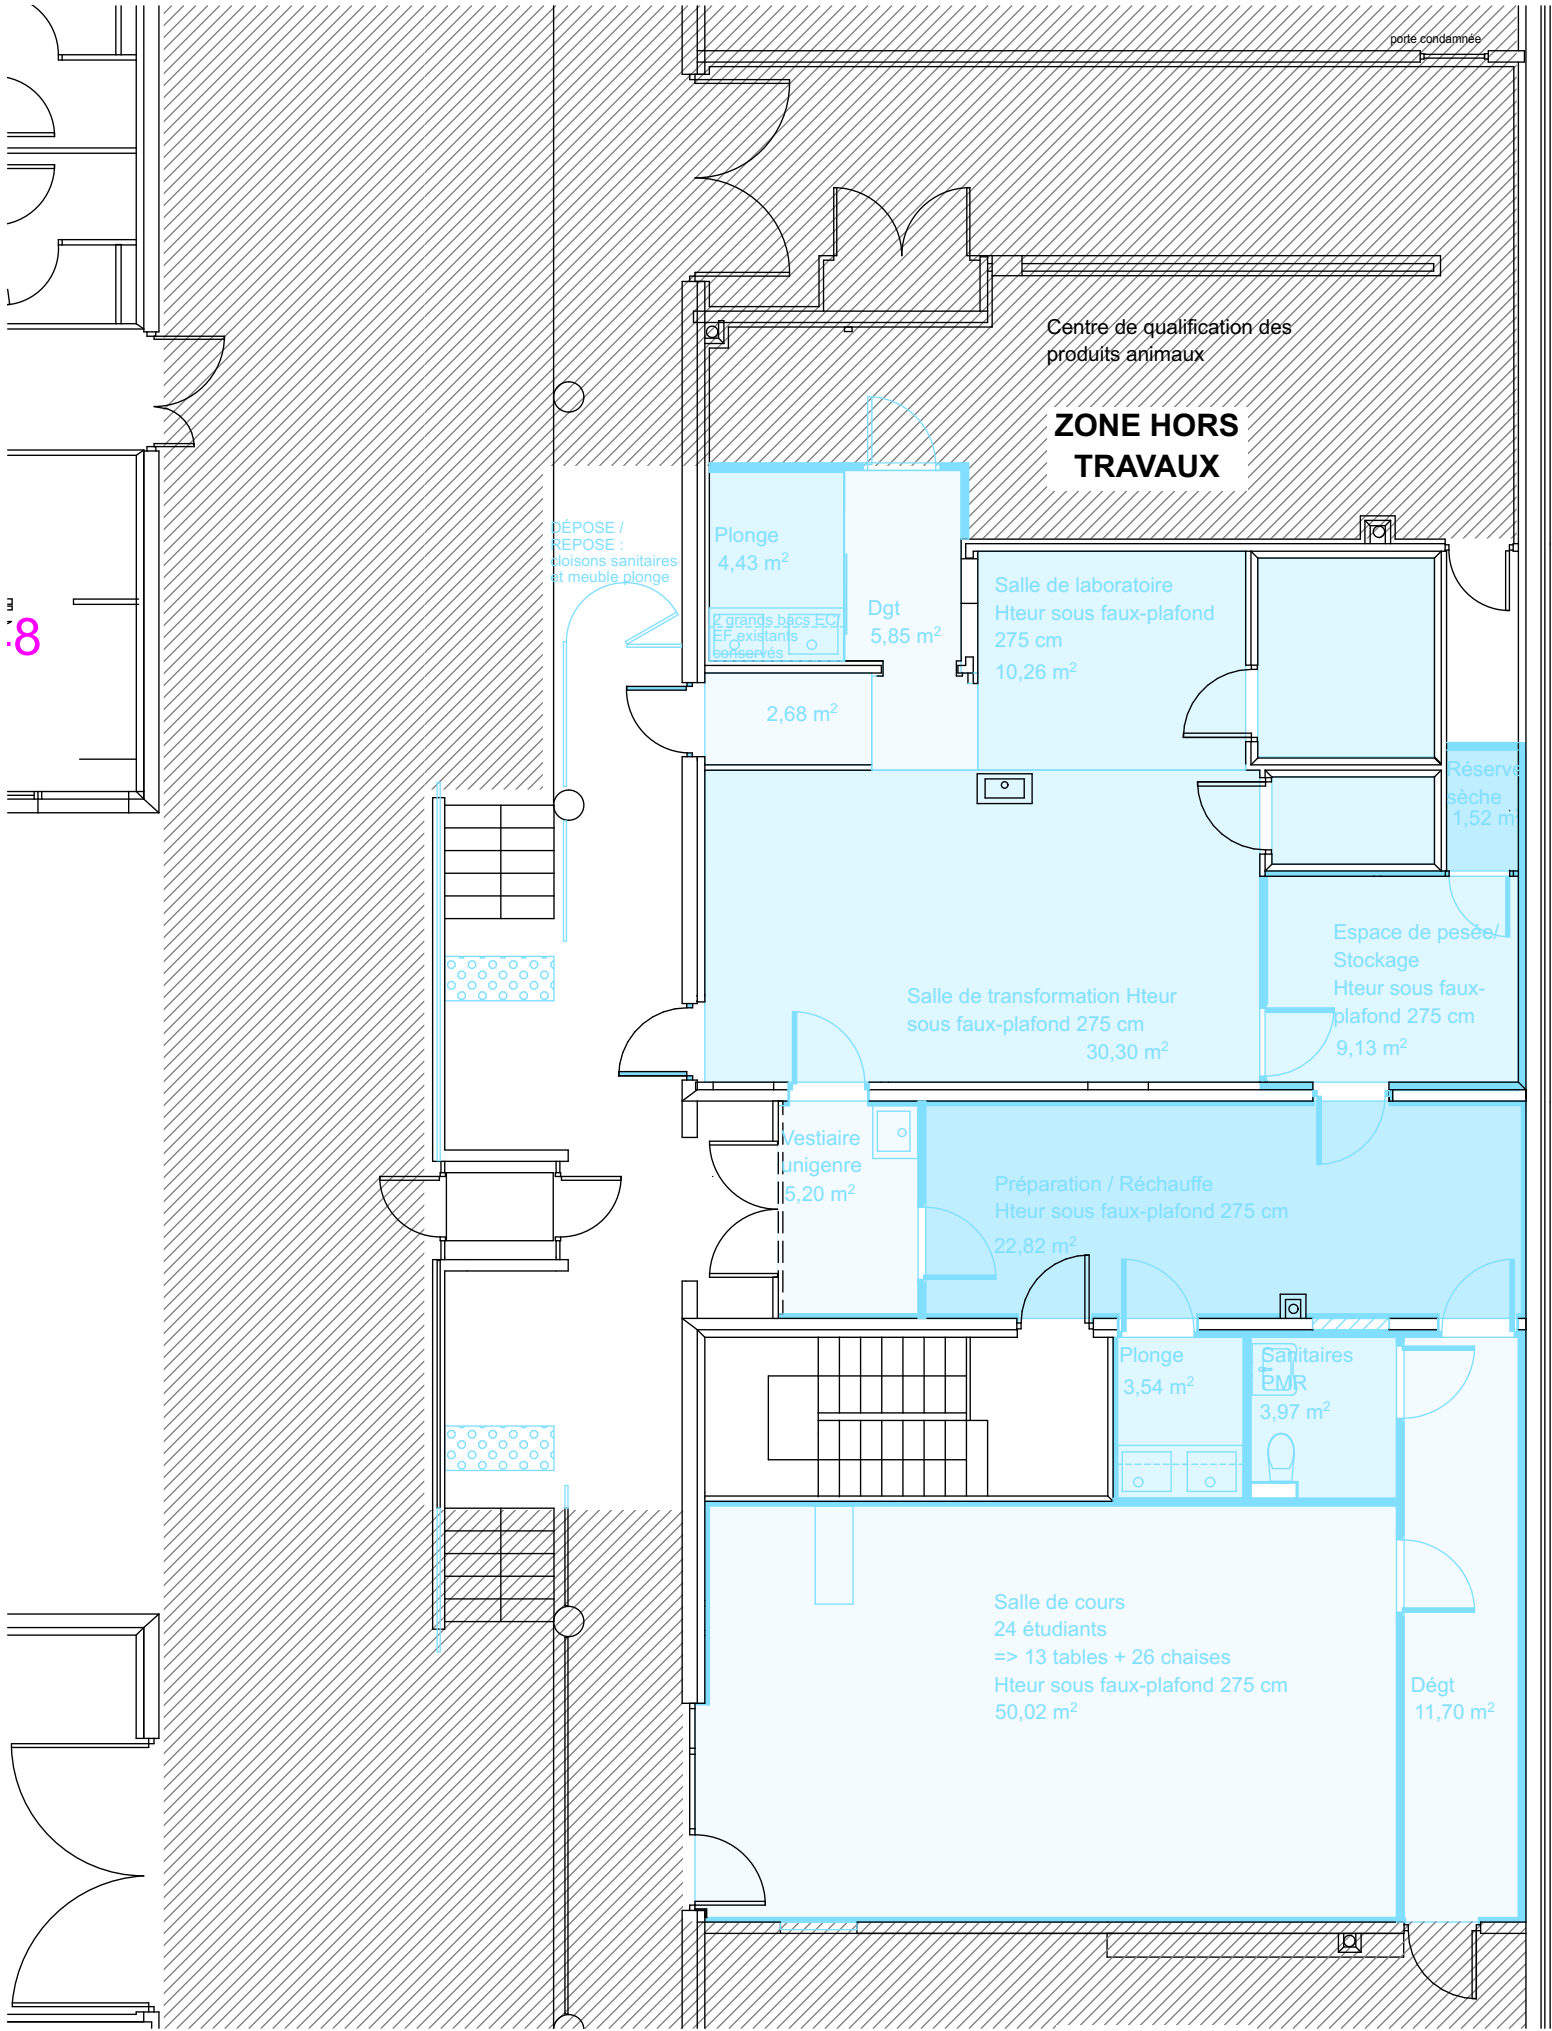 porte condamnée
Centre de qualification des
produits animaux
ZONE HORS
TRAVAUX
DÉPOSE /
REPOSE :
cloisons sanitaires
et meuble plonge
Plonge
4,43 m²
2 grands bacs EC/
EF existants
conservés
Dgt
5,85 m²
Salle de laboratoire
Hteur sous faux-plafond
275 cm
10,26 m²
8
2,68 m²
Réserve
sèche
1,52 m²
Espace de pesée/
Stockage
Hteur sous faux-
plafond 275 cm
9,13 m²
Salle de transformation Hteur
sous faux-plafond 275 cm
30,30 m²
Vestiaire
unigenre
5,20 m²
Préparation / Réchauffe
Hteur sous faux-plafond 275 cm
22,82 m²
Plonge
3,54 m²
Sanitaires
PMR
3,97 m²
Salle de cours
24 étudiants
=> 13 tables + 26 chaises
Hteur sous faux-plafond 275 cm
50,02 m²
Dégt
11,70 m²